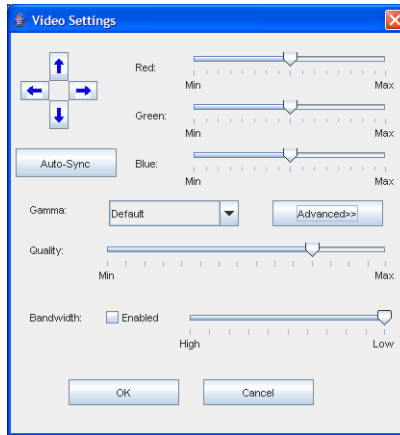 Video Settings
Red:
Min Max
Green:
Min Max
Auto-Sync
Blue:
Min Max
Gamma: Default Advanced>>
Quality:
Min Max
Bandwidth: Enabled
High Low
OK Cancel